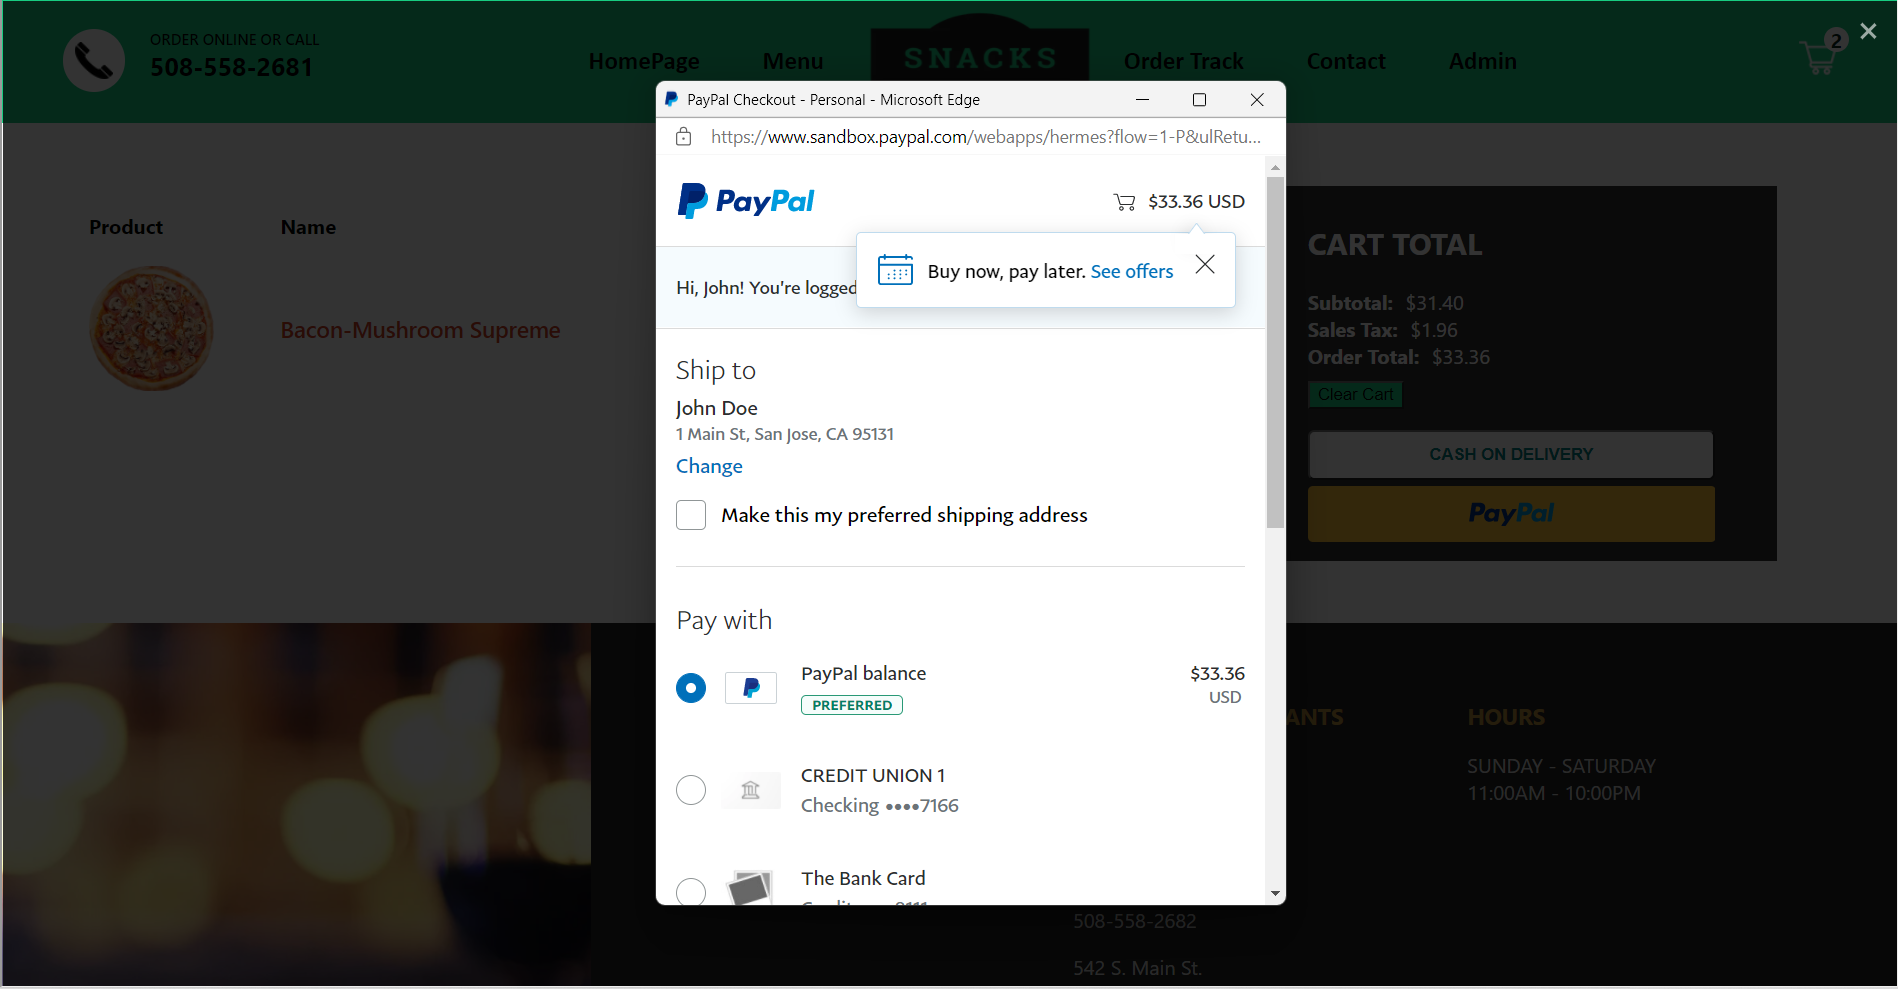 ORDER ONLINE OR CALL
508-558-2681
HomePage
Menu
SNACKS
Order Track
Contact
Admin
2
PayPal Checkout - Personal - Microsoft Edge
https://www.sandbox.paypal.com/webapps/hermes?flow=1-P&ulRetu...
PayPal
$33.36 USD
Buy now, pay later. See offers
Hi, John! You're logged
Ship to
John Doe
1 Main St, San Jose, CA 95131
Change
Make this my preferred shipping address
Pay with
PayPal balance
$33.36
PREFERRED
USD
CREDIT UNION 1
Checking ••••7166
The Bank Card
Product
Name
Bacon-Mushroom Supreme
CART TOTAL
Subtotal: $31.40
Sales Tax: $1.96
Order Total: $33.36
Clear Cart
CASH ON DELIVERY
PayPal
ANTS
HOURS
SUNDAY - SATURDAY
11:00AM - 10:00PM
508-558-2682
542 S. Main St.